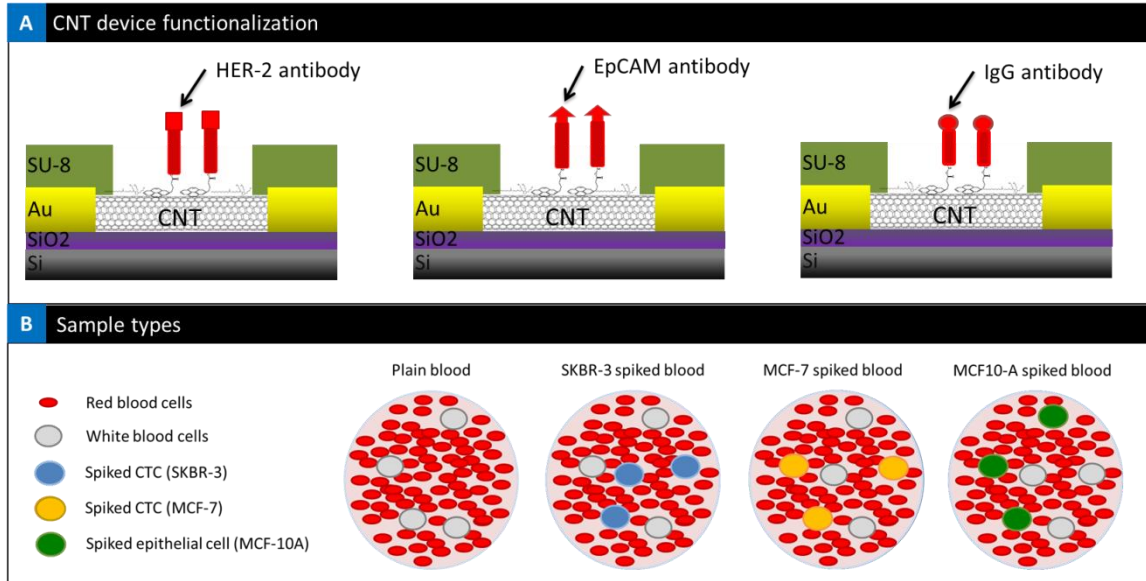 A CNT device functionalization
HER-2 antibody
EpCAM antibody
IgG antibody
SU-8
Au
CNT
SiO2
Si
SU-8
Au
CNT
SiO2
Si
SU-8
Au
CNT
SiO2
Si
B Sample types
Plain blood
SKBR-3 spiked blood
MCF-7 spiked blood
MCF10-A spiked blood
Red blood cells
White blood cells
Spiked CTC (SKBR-3)
Spiked CTC (MCF-7)
Spiked epithelial cell (MCF-10A)